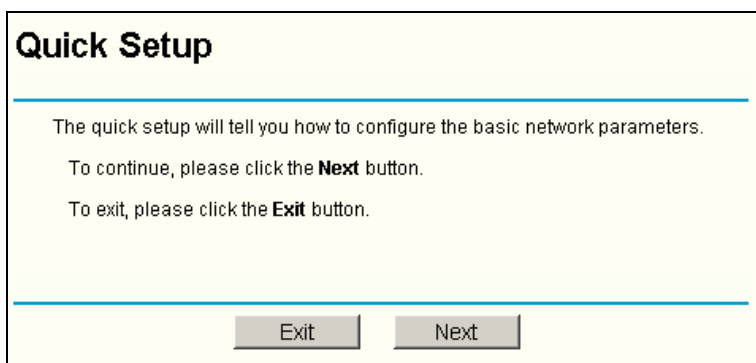 Quick Setup
The quick setup will tell you how to configure the basic network parameters.
To continue, please click the Next button.
To exit, please click the Exit button.
Exit Next